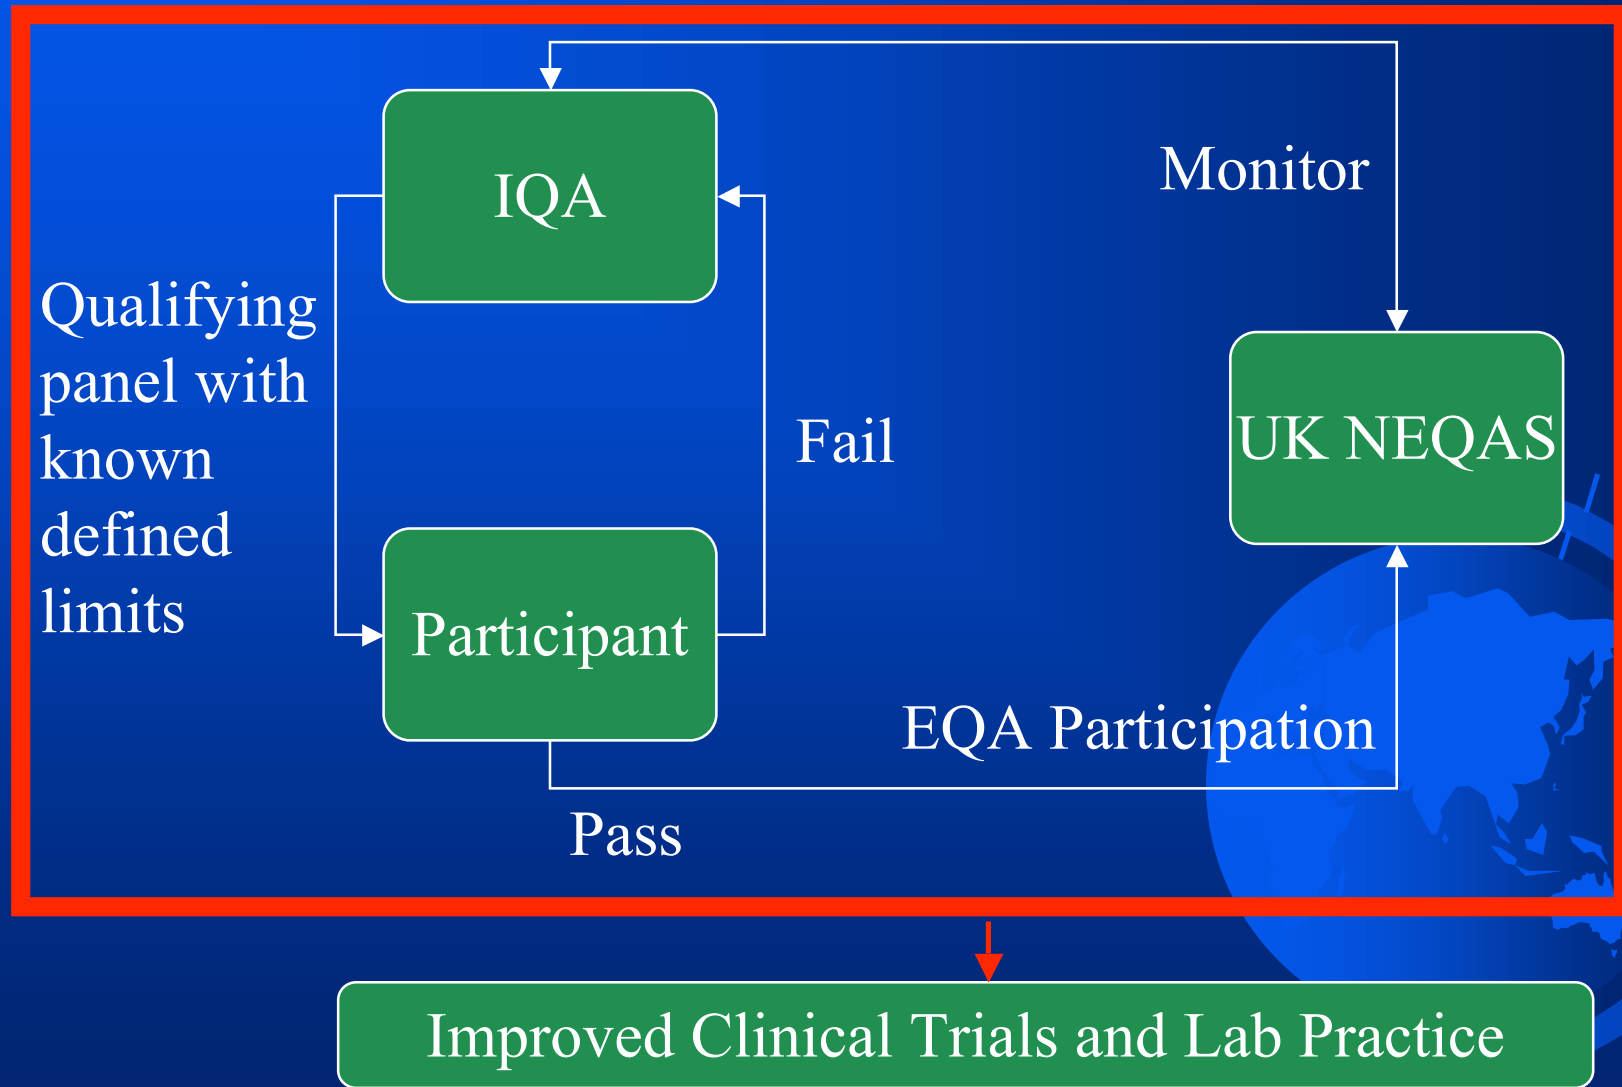 IQA
Monitor
Qualifying
panel with
known
defined
limits
Fail
UK NEQAS
Participant
EQA Participation
Pass
Improved Clinical Trials and Lab Practice